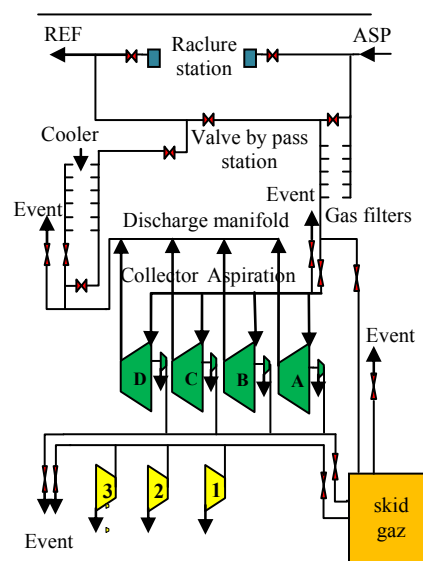 REF
Raclure
station
ASP
Cooler
Valve by pass
station
Event
Event
Gas filters
Discharge manifold
Collector Aspiration
Event
D
C
B
A
3
2
1
skid
gaz
Event